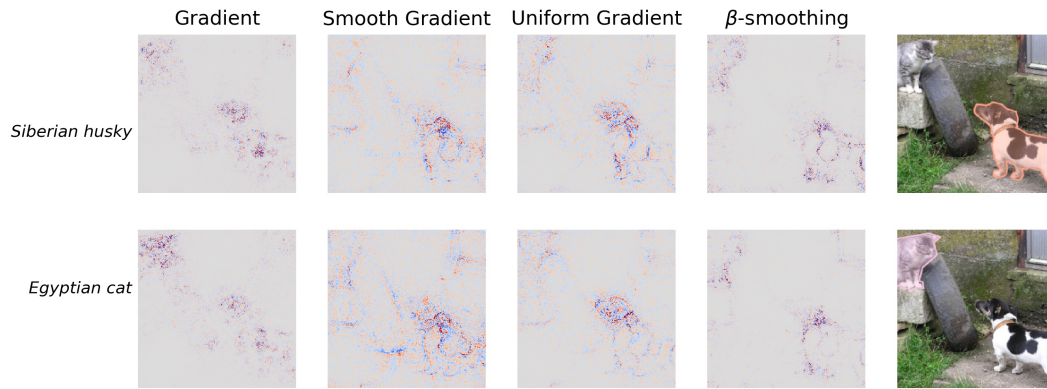 Gradient Smooth Gradient Uniform Gradient β-smoothing
Siberian husky
Egyptian cat